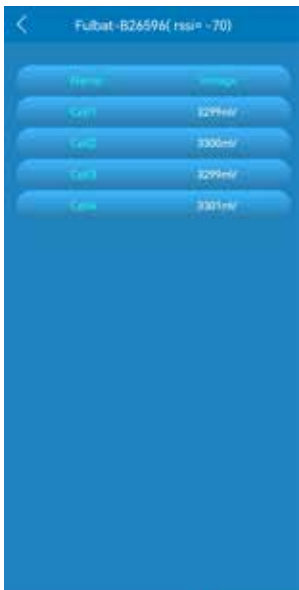 Fulbat-B26596( rssi= -70)
Name Voltage
Cell1 3299mV
Cell2 3300mV
Cell3 3299mV
Cell4 3301mV